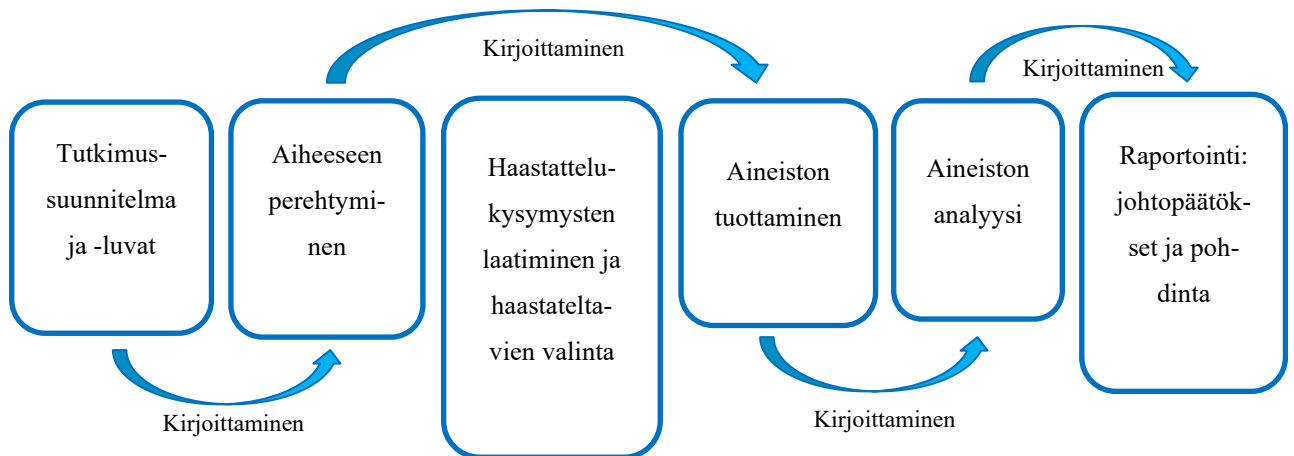 Kirjoittaminen
Kirjoittaminen
Tutkimus-
suunnitelma
ja -luvat
Aiheeseen
perehtymi-
nen
Haastattelu-
kysymysten
laatiminen ja
haastatelta-
vien valinta
Aineiston
tuottaminen
Aineiston
analyysi
Raportointi:
johtopäätök-
set ja poh-
dinta
Kirjoittaminen
Kirjoittaminen